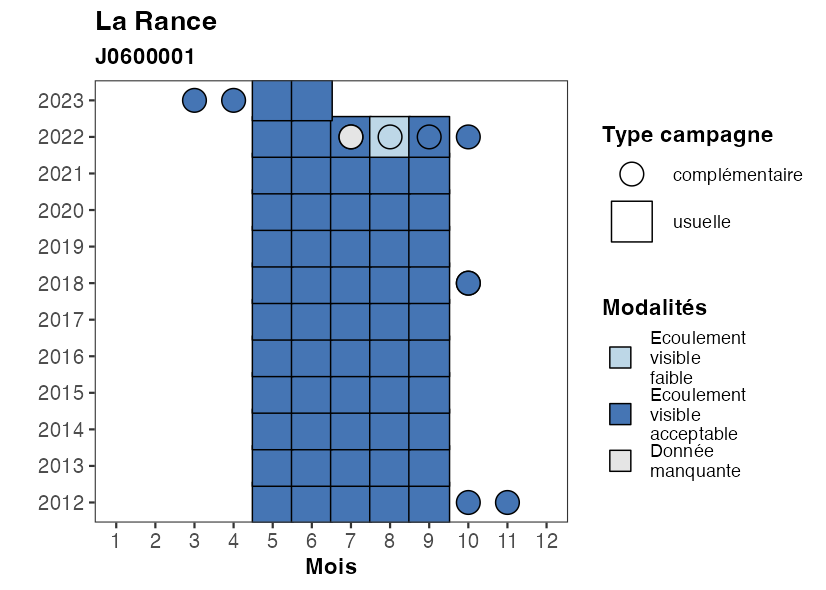 La Rance
J0600001
2023
2022
2021
2020
2019
2018
2017
2016
2015
2014
2013
2012
1 2 3 4 5 6 7 8 9 10 11 12
Mois
Type campagne
complémentaire
usuelle
Modalités
Ecoulement
visible
faible
Ecoulement
visible
acceptable
Donnée
manquante